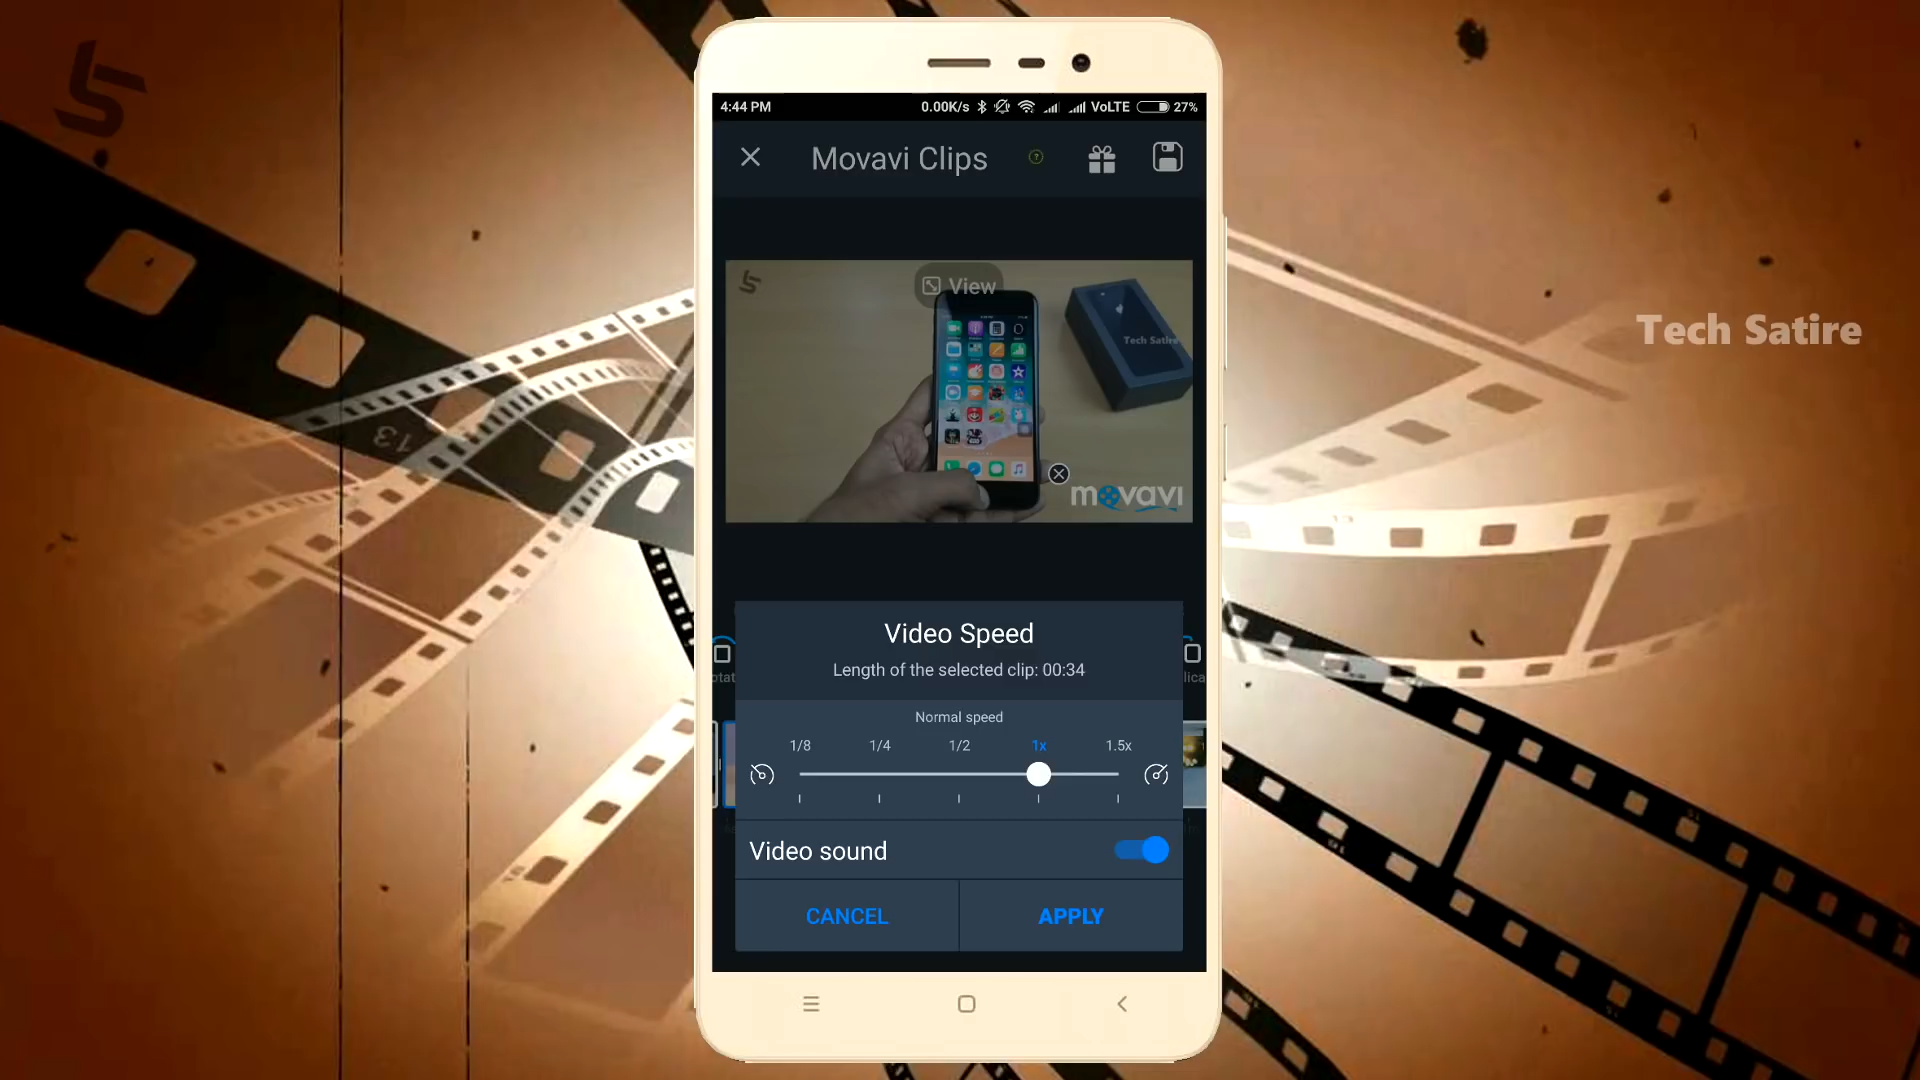 4:44 PM 0.00K/s VoLTE 27%
Movavi Clips
View
Tech Satire
movavi
Tech Satire
Video Speed
Length of the selected clip: 00:34
Normal speed
1/8 1/4 1/2 1x 1.5x
Video sound
CANCEL APPLY
otat
lica
13